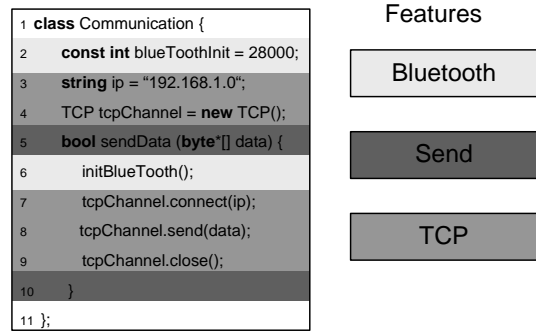 1 class Communication {
2 const int blueToothInit = 28000;
3 string ip = “192.168.1.0“;
4 TCP tcpChannel = new TCP();
5 bool sendData (byte*[] data) {
6 initBlueTooth();
7 tcpChannel.connect(ip);
8 tcpChannel.send(data);
9 tcpChannel.close();
10 }
11 };
Features
Bluetooth
Send
TCP